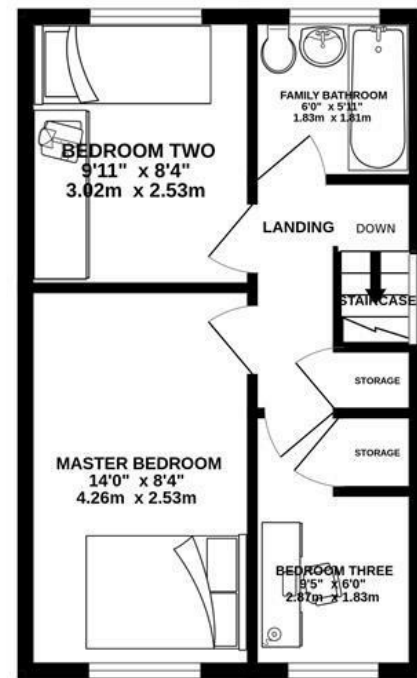 FAMILY BATHROOM
6'0" x 5'11"
1.83m x 1.81m
BEDROOM TWO
9'11" x 8'4"
3.02m x 2.53m
LANDING
DOWN
STAIRCASE
STORAGE
STORAGE
MASTER BEDROOM
14'0" x 8'4"
4.26m x 2.53m
BEDROOM THREE
9'5" x 6'0"
2.87m x 1.83m